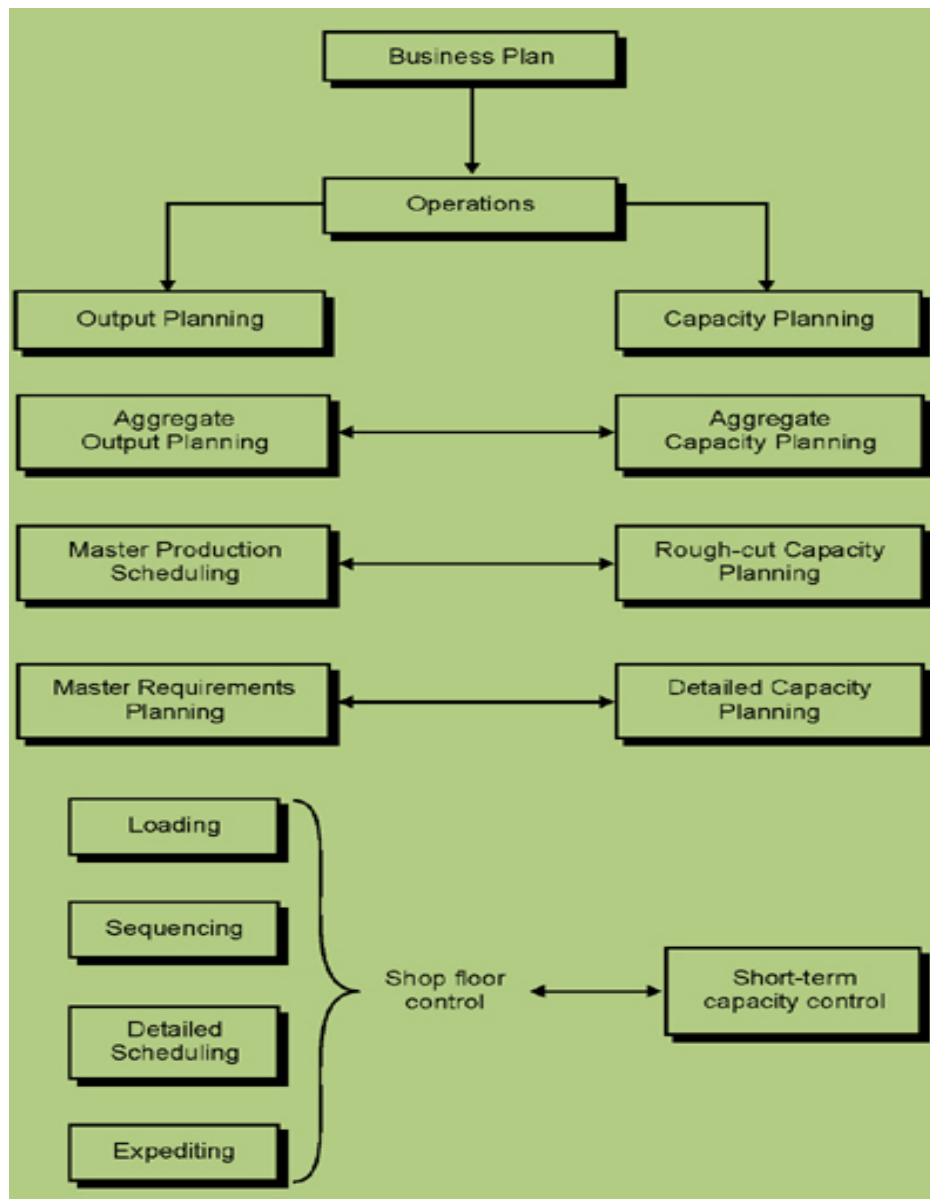 Business Plan
Operations
Output Planning
Capacity Planning
Aggregate
Output Planning
Aggregate
Capacity Planning
Master Production
Scheduling
Rough-cut Capacity
Planning
Master Requirements
Planning
Detailed Capacity
Planning
Loading
Sequencing
Detailed
Scheduling
Expediting
Shop floor
control
Short-term
capacity control